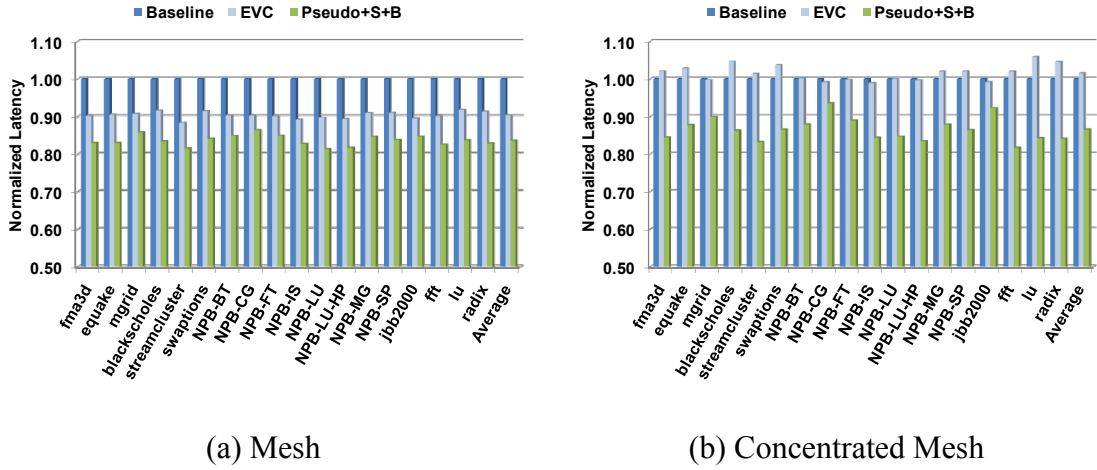 Baseline EVC Pseudo+S+B
Normalized Latency
1.10
1.00
0.90
0.80
0.70
0.60
0.50
fma3d
equake
mgrid
blackscholes
streamcluster
swaptions
NPB-BT
NPB-CG
NPB-FT
NPB-IS
NPB-LU
NPB-LU-HP
NPB-MG
NPB-SP
jbb2000
fft
lu
radix
Average
(a) Mesh
Baseline EVC Pseudo+S+B
Normalized Latency
1.10
1.00
0.90
0.80
0.70
0.60
0.50
fma3d
equake
mgrid
blackscholes
streamcluster
swaptions
NPB-BT
NPB-CG
NPB-FT
NPB-IS
NPB-LU
NPB-LU-HP
NPB-MG
NPB-SP
jbb2000
fft
lu
radix
Average
(b) Concentrated Mesh